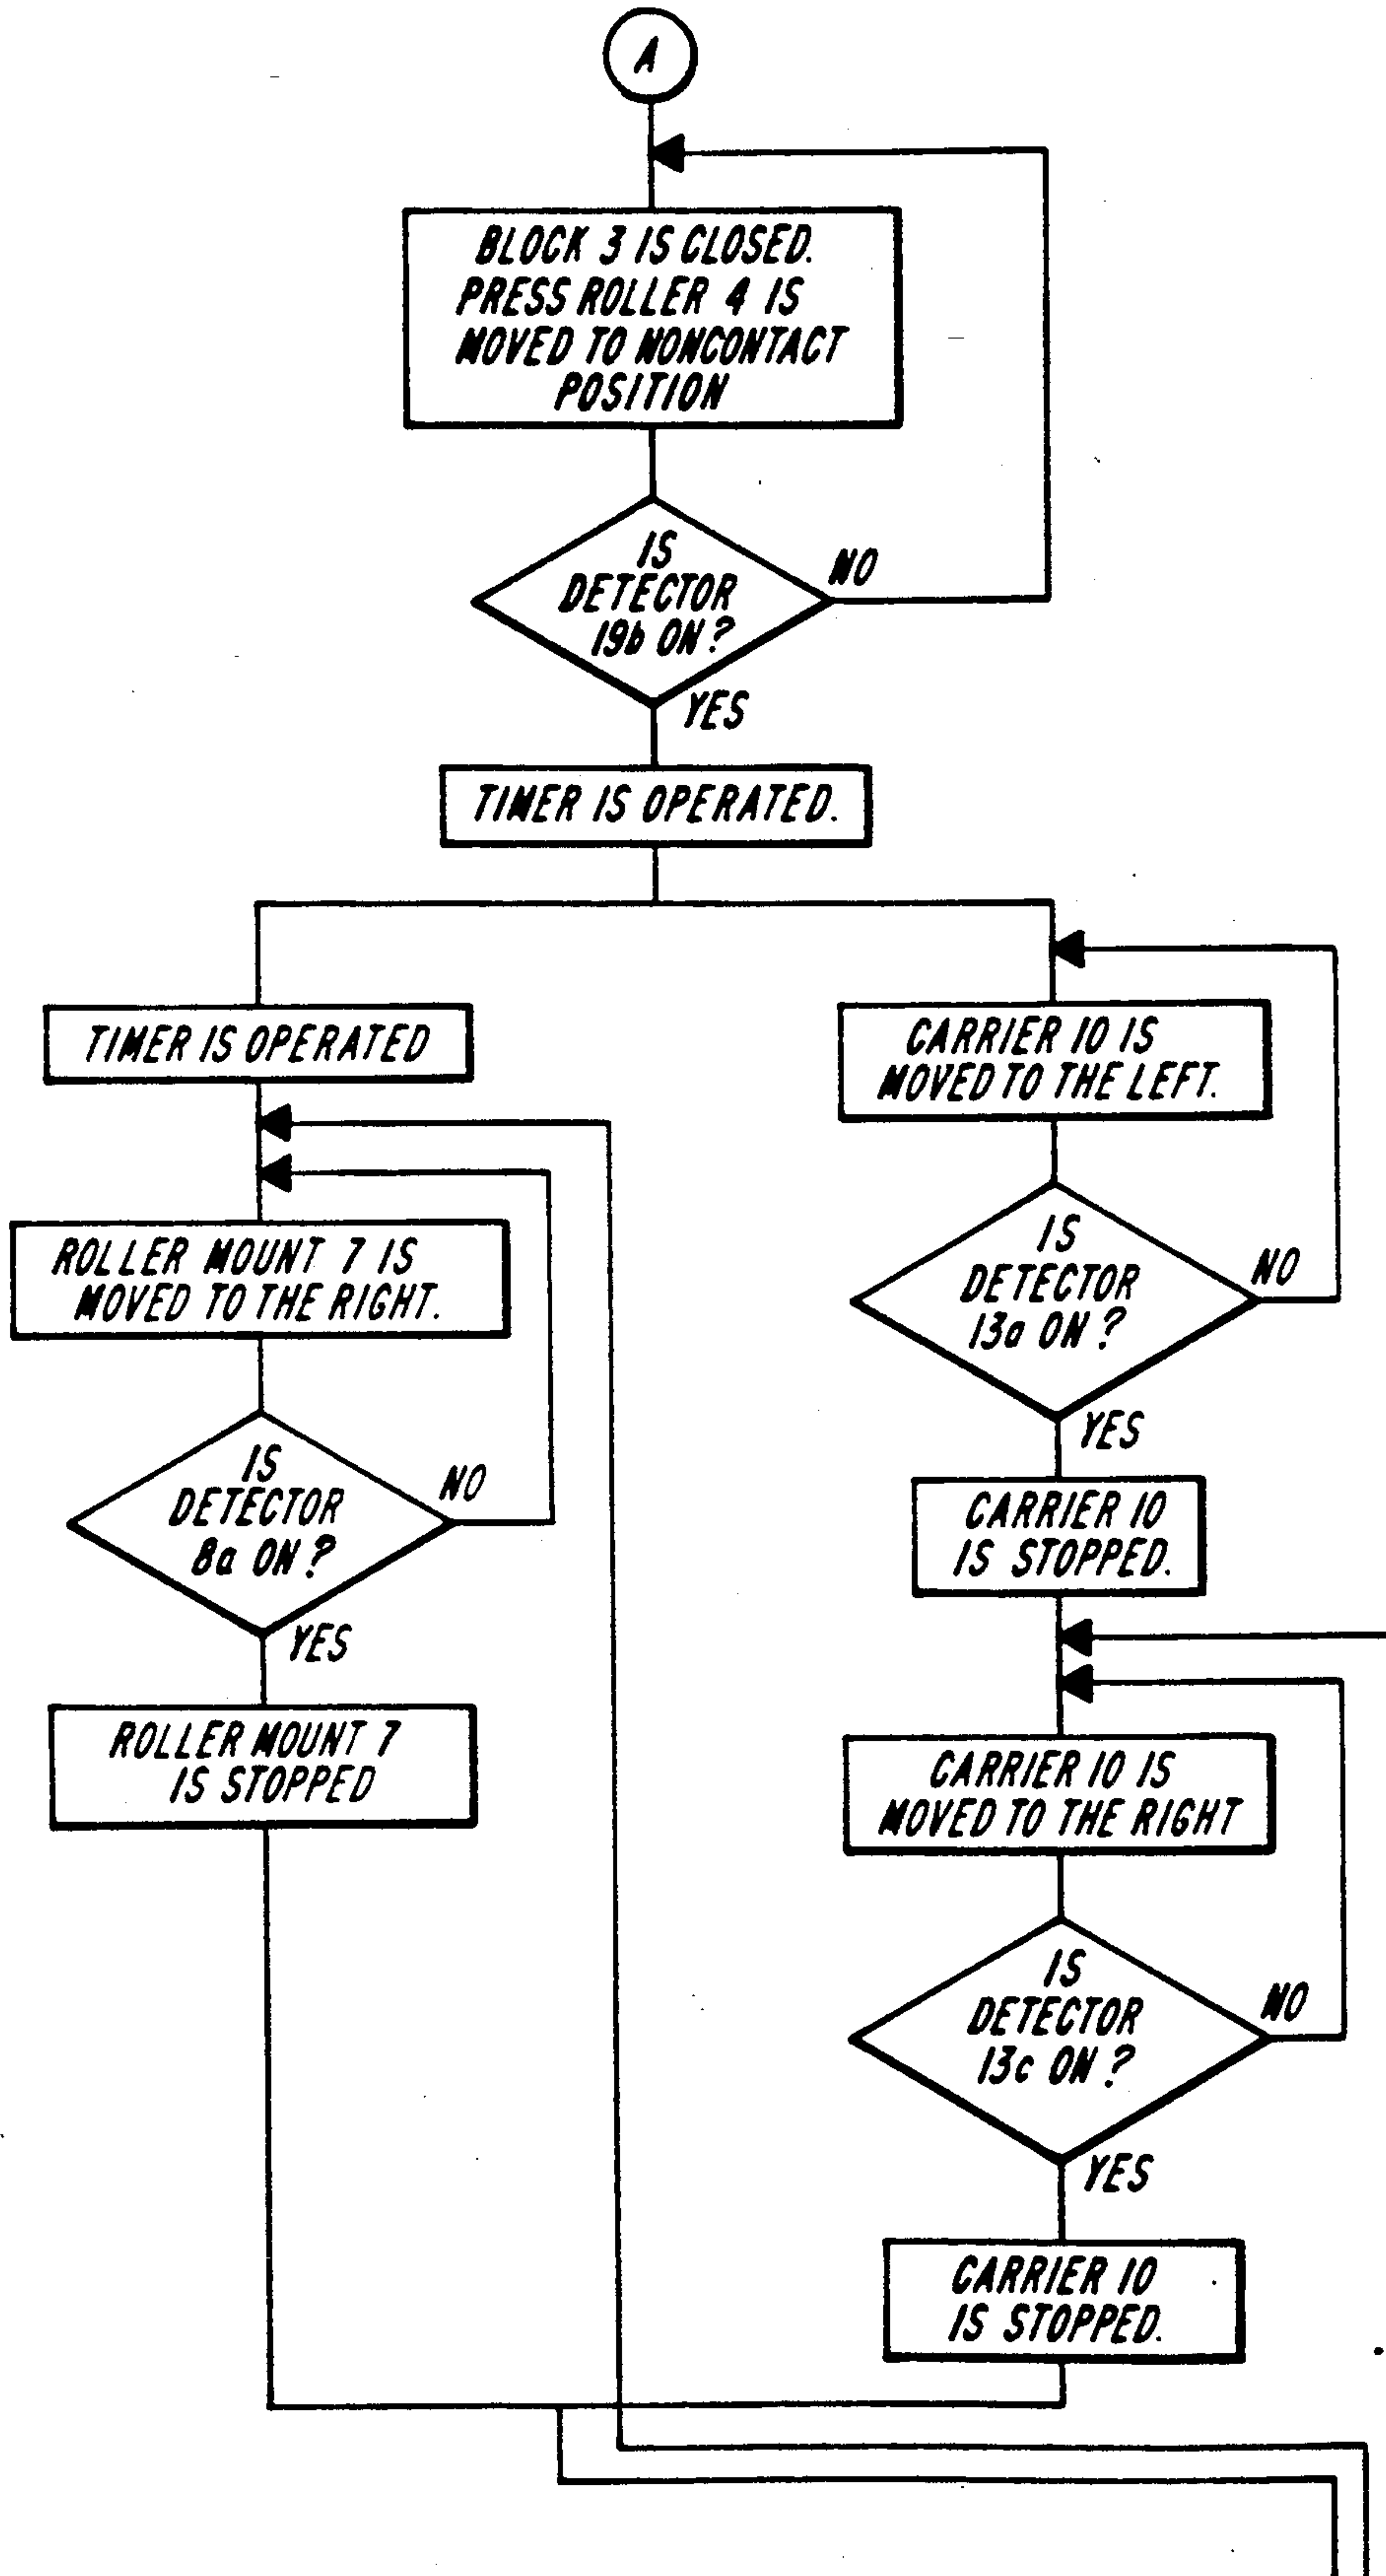 A
BLOCK 3 IS CLOSED.
PRESS ROLLER 4 IS
MOVED TO NONCONTACT
POSITION
IS
DETECTOR
19b ON?
NO
YES
TIMER IS OPERATED.
TIMER IS OPERATED
ROLLER MOUNT 7 IS
MOVED TO THE RIGHT.
IS
DETECTOR
8a ON?
NO
YES
ROLLER MOUNT 7
IS STOPPED
CARRIER 10 IS
MOVED TO THE LEFT.
IS
DETECTOR
13a ON?
NO
YES
CARRIER 10
IS STOPPED.
CARRIER 10 IS
MOVED TO THE RIGHT
IS
DETECTOR
13c ON?
NO
YES
CARRIER 10
IS STOPPED.